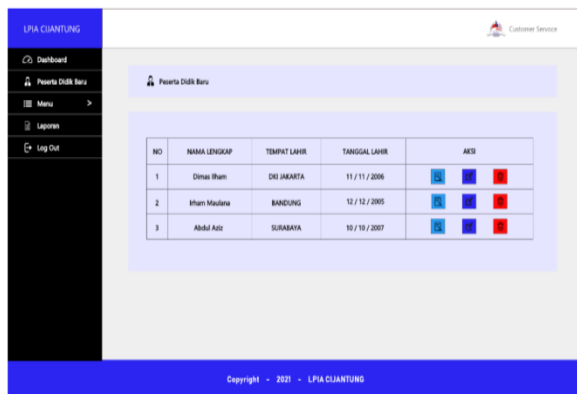 LPIA CIJANTUNG
Customer Service
Dashboard
Peserta Didik Baru
Menu >
Laporan
Log Out
Peserta Didik Baru
NO NAMA LENGKAP TEMPAT LAHIR TANGGAL LAHIR AKSI
1 Dimas Ilham DKI JAKARTA 11 / 11 / 2006
2 Irham Maulana BANDUNG 12 / 12 / 2005
3 Abdul Aziz SURABAYA 10 / 10 / 2007
Copyright - 2021 - LPIA CIJANTUNG